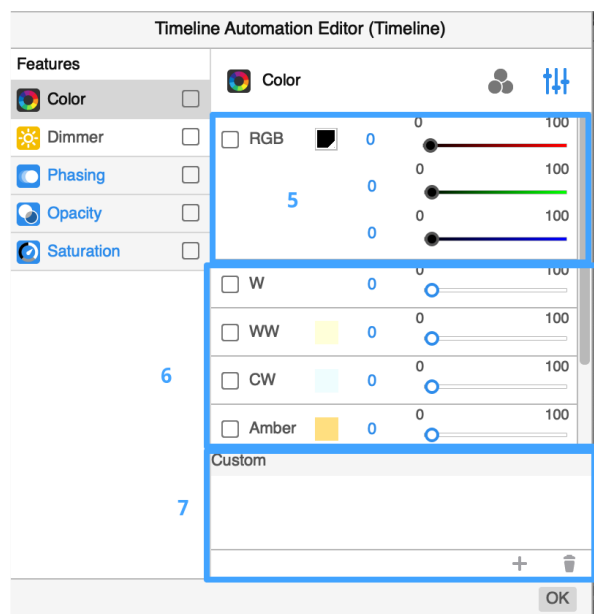 Timeline Automation Editor (Timeline)
Features
Color
Dimmer
Phasing
Opacity
Saturation
Color
RGB 0 0 100
0 0 100
5
0 0 100
W 0 0 100
WW 0 0 100
6
CW 0 0 100
Amber 0 0 100
Custom
7
+
OK